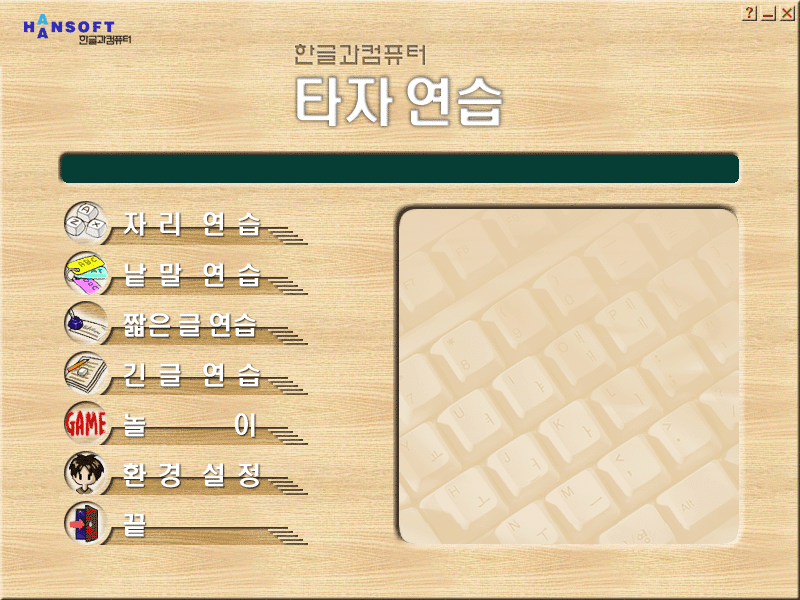 HANSOFT
한글과컴퓨터
한글과컴퓨터
타자 연습
자리 연습
낱말 연습
짧은글 연습
긴글 연습
GAME
놀이
환경 설정
끝